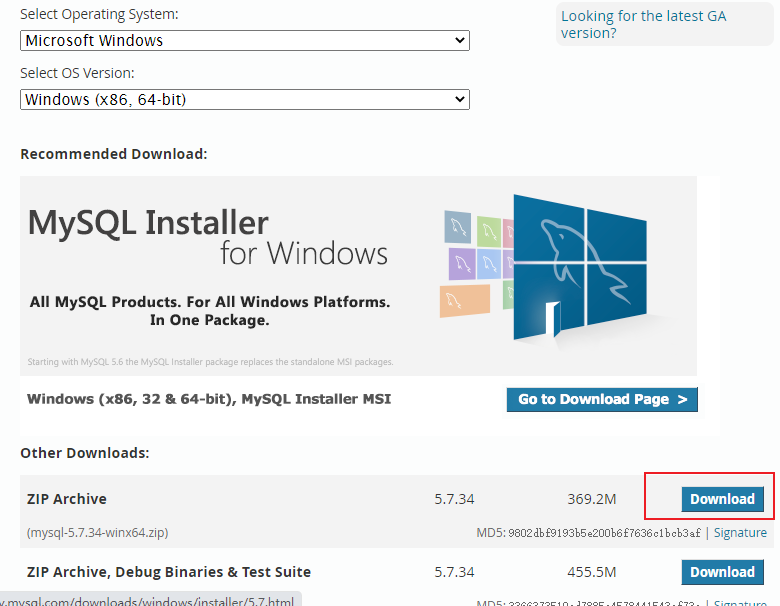 Select Operating System:
Looking for the latest GA
version?
Microsoft Windows
Select OS Version:
Windows (x86, 64-bit)
Recommended Download:
MySQL Installer
for Windows
All MySQL Products. For All Windows Platforms.
In One Package.
Starting with MySQL 5.6 the MySQL Installer package replaces the standalone MSI packages.
Windows (x86, 32 & 64-bit), MySQL Installer MSI
Go to Download Page >
Other Downloads:
ZIP Archive 5.7.34 369.2M Download
(mysql-5.7.34-winx64.zip) MD5: 9802dbf9193b5e200b6f7636c1bcb3af | Signature
ZIP Archive, Debug Binaries & Test Suite 5.7.34 455.5M Download
v.mysql.com/downloads/windows/installer/5.7.html
MD5: | Signature